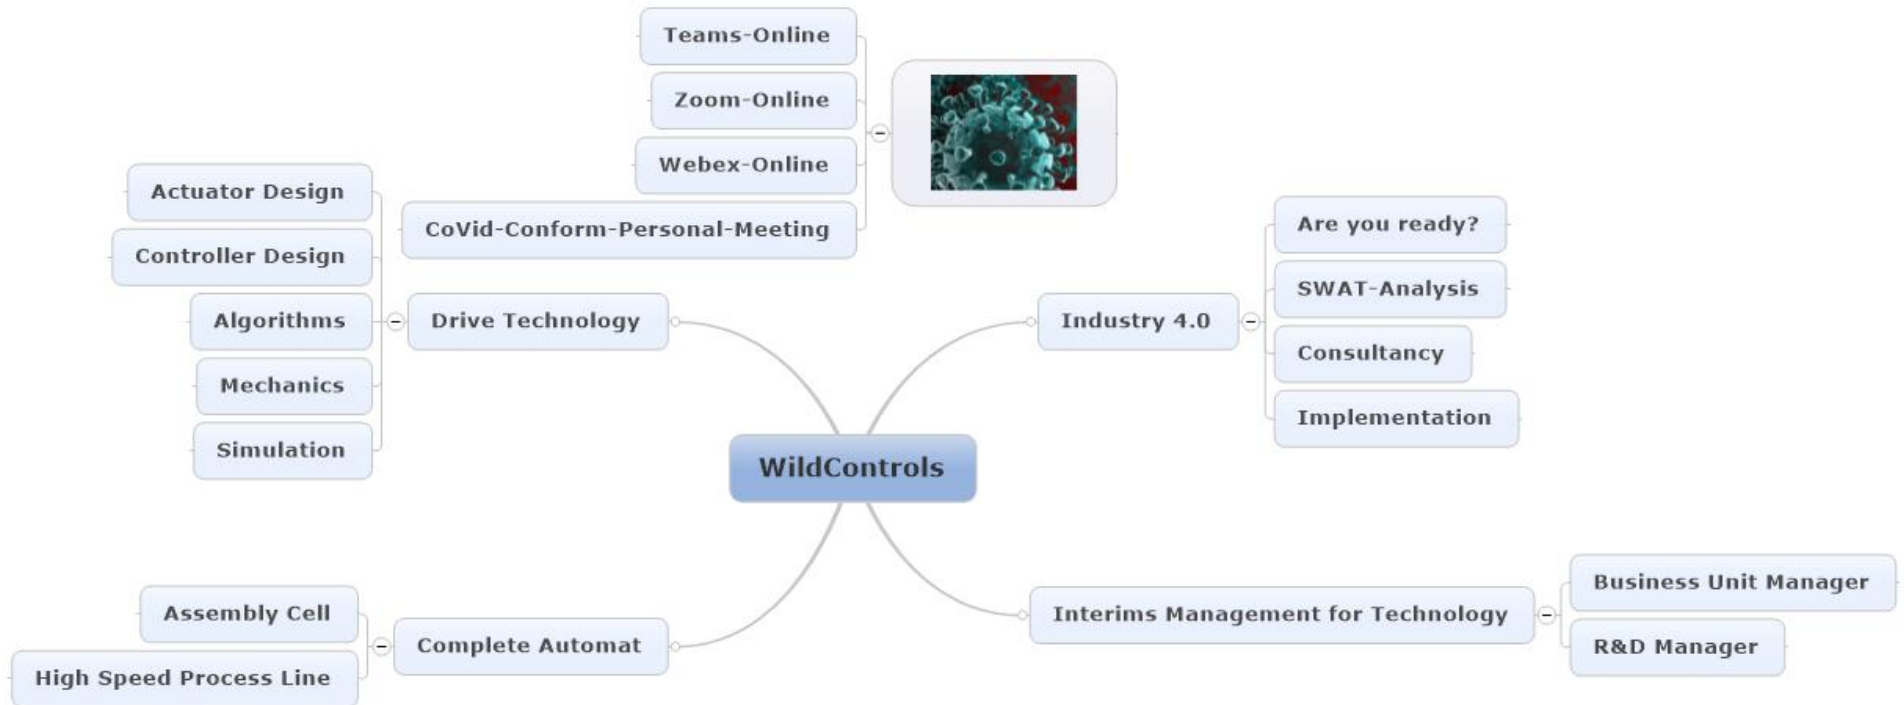 Teams-Online
Zoom-Online
Webex-Online
CoVid-Conform-Personal-Meeting
Actuator Design
Controller Design
Algorithms
Mechanics
Simulation
Drive Technology
Industry 4.0
Are you ready?
SWAT-Analysis
Consultancy
Implementation
WildControls
Assembly Cell
High Speed Process Line
Complete Automat
Interims Management for Technology
Business Unit Manager
R&D Manager